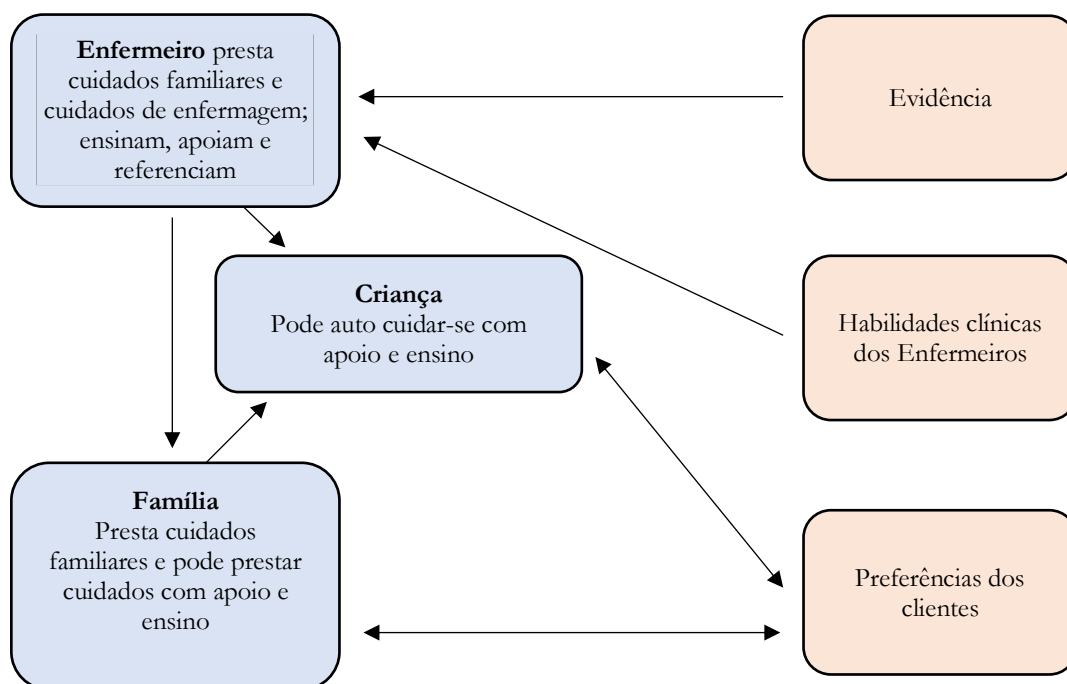 Enfermeiro presta
cuidados familiares e
cuidados de enfermagem;
ensinam, apoiam e
referenciam
Evidência
Criança
Pode auto cuidar-se com
apoio e ensino
Habilidades clínicas
dos Enfermeiros
Família
Presta cuidados
familiares e pode prestar
cuidados com apoio e
ensino
Preferências dos
clientes